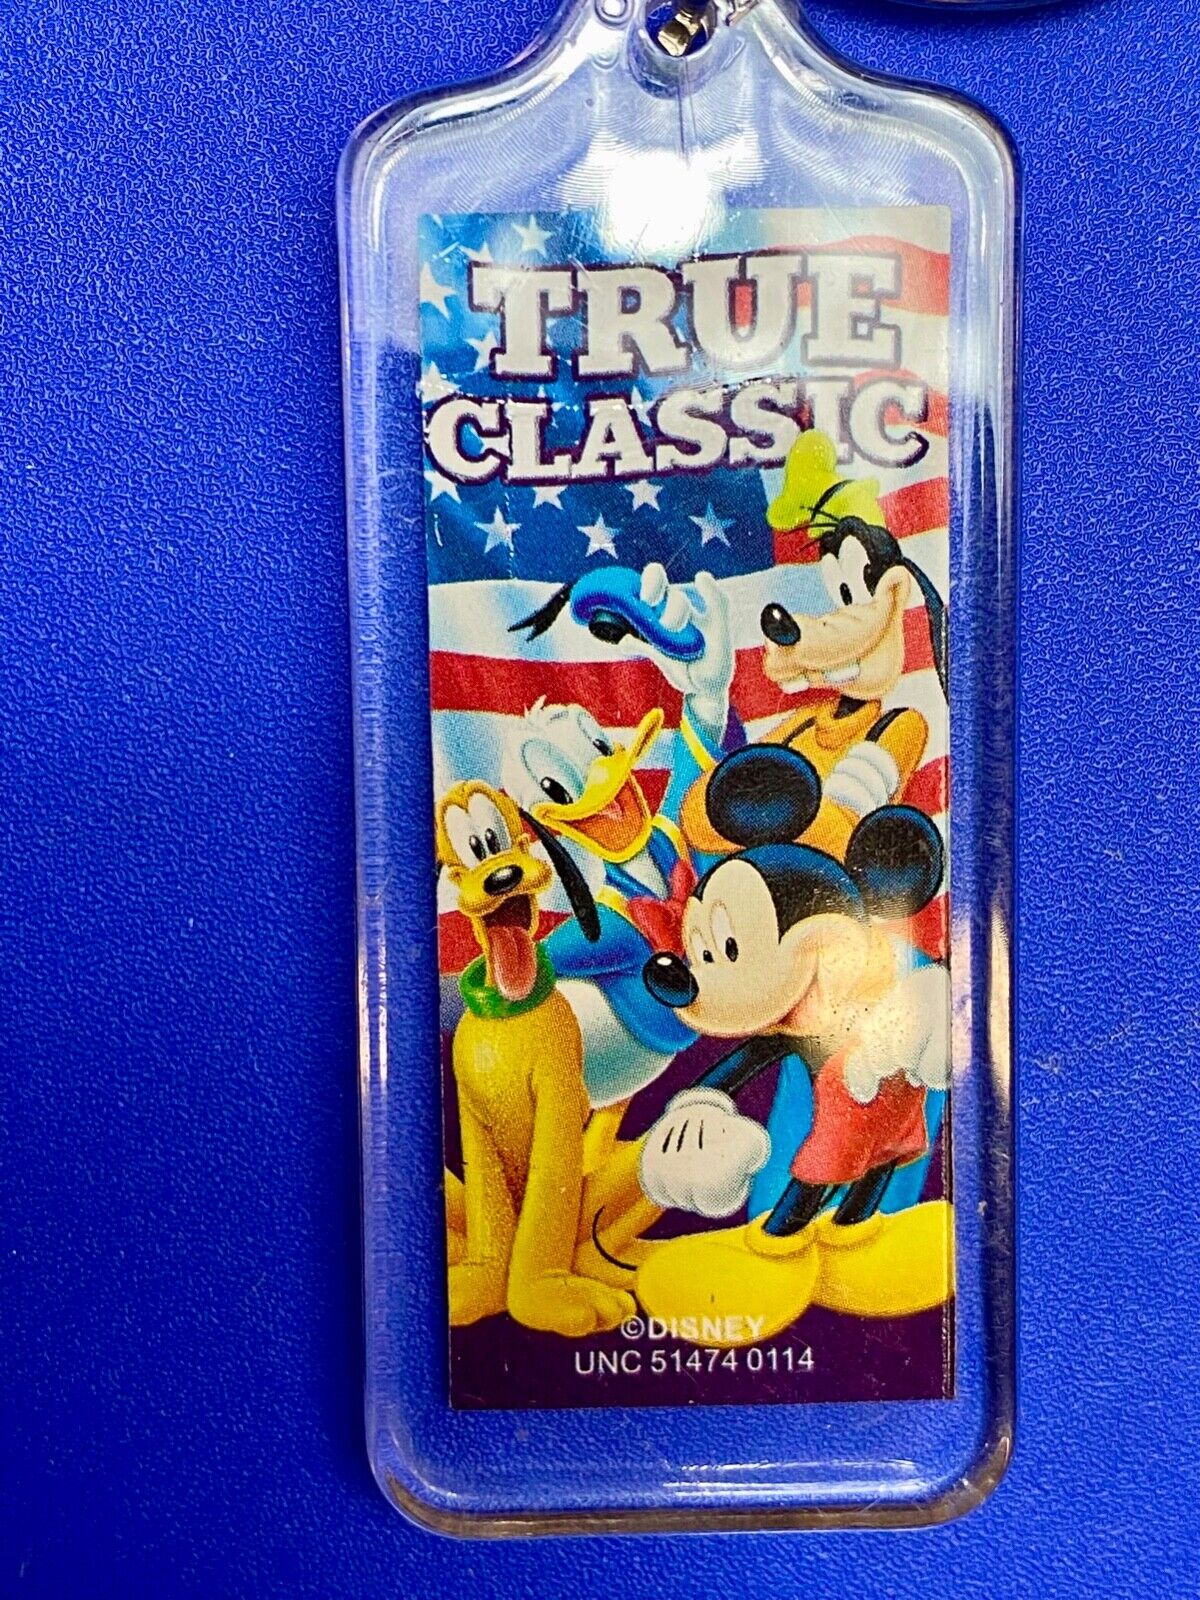 TRUE
CLASSIC
©DISNEY
UNC 51474 0114